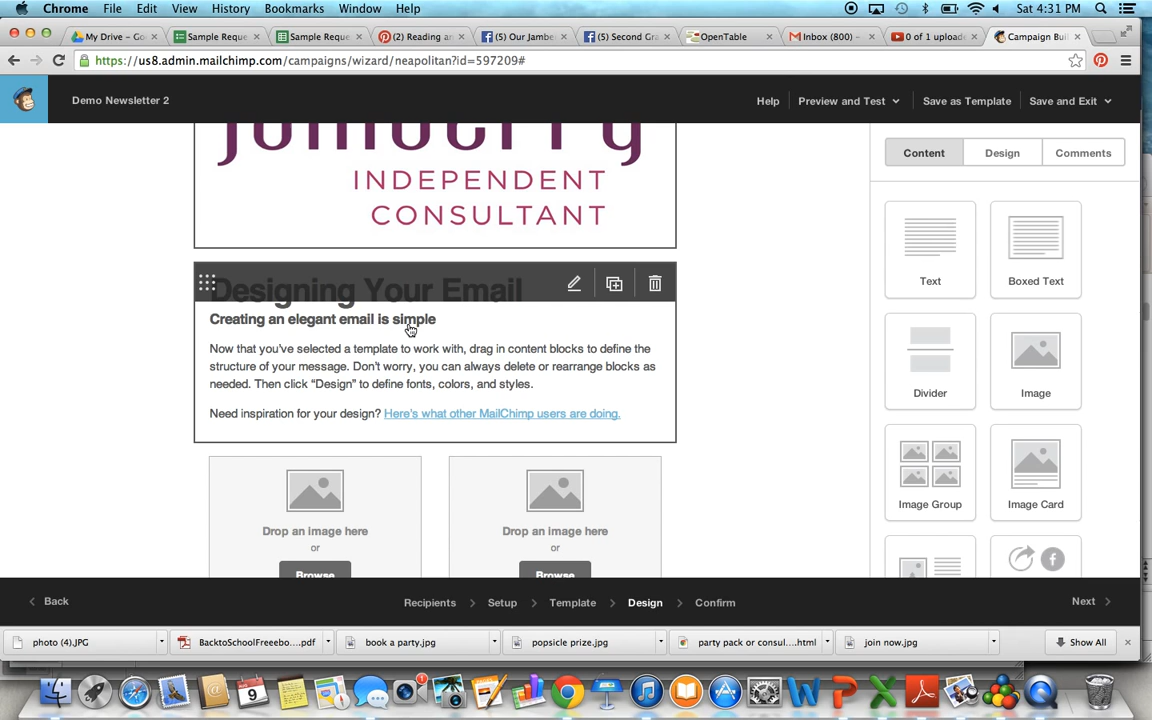 Chrome File Edit View History Bookmarks Window Help Sat 4:31 PM
My Drive – Go
Sample Reque
Sample Reque
(2) Reading an
(5) Our Jambe
(5) Second Gra
OpenTable
Inbox (800) –
0 of 1 uploade
Campaign Bui
https://us8.admin.mailchimp.com/campaigns/wizard/neapolitan?id=597209#
Demo Newsletter 2
Help
Preview and Test
Save as Template
Save and Exit
INDEPENDENT
CONSULTANT
Content
Design
Comments
Designing Your Email
Creating an elegant email is simple
Now that you've selected a template to work with, drag in content blocks to define the
structure of your message. Don't worry, you can always delete or rearrange blocks as
needed. Then click “Design” to define fonts, colors, and styles.
Need inspiration for your design? Here's what other MailChimp users are doing.
Drop an image here
or
Browse
Drop an image here
or
Browse
Text
Boxed Text
Divider
Image
Image Group
Image Card
Back
Recipients
Setup
Template
Design
Confirm
Next
photo (4).JPG
BacktoSchoolFreeebo....pdf
book a party.jpg
popsicle prize.jpg
party pack or consul....html
join now.jpg
Show All